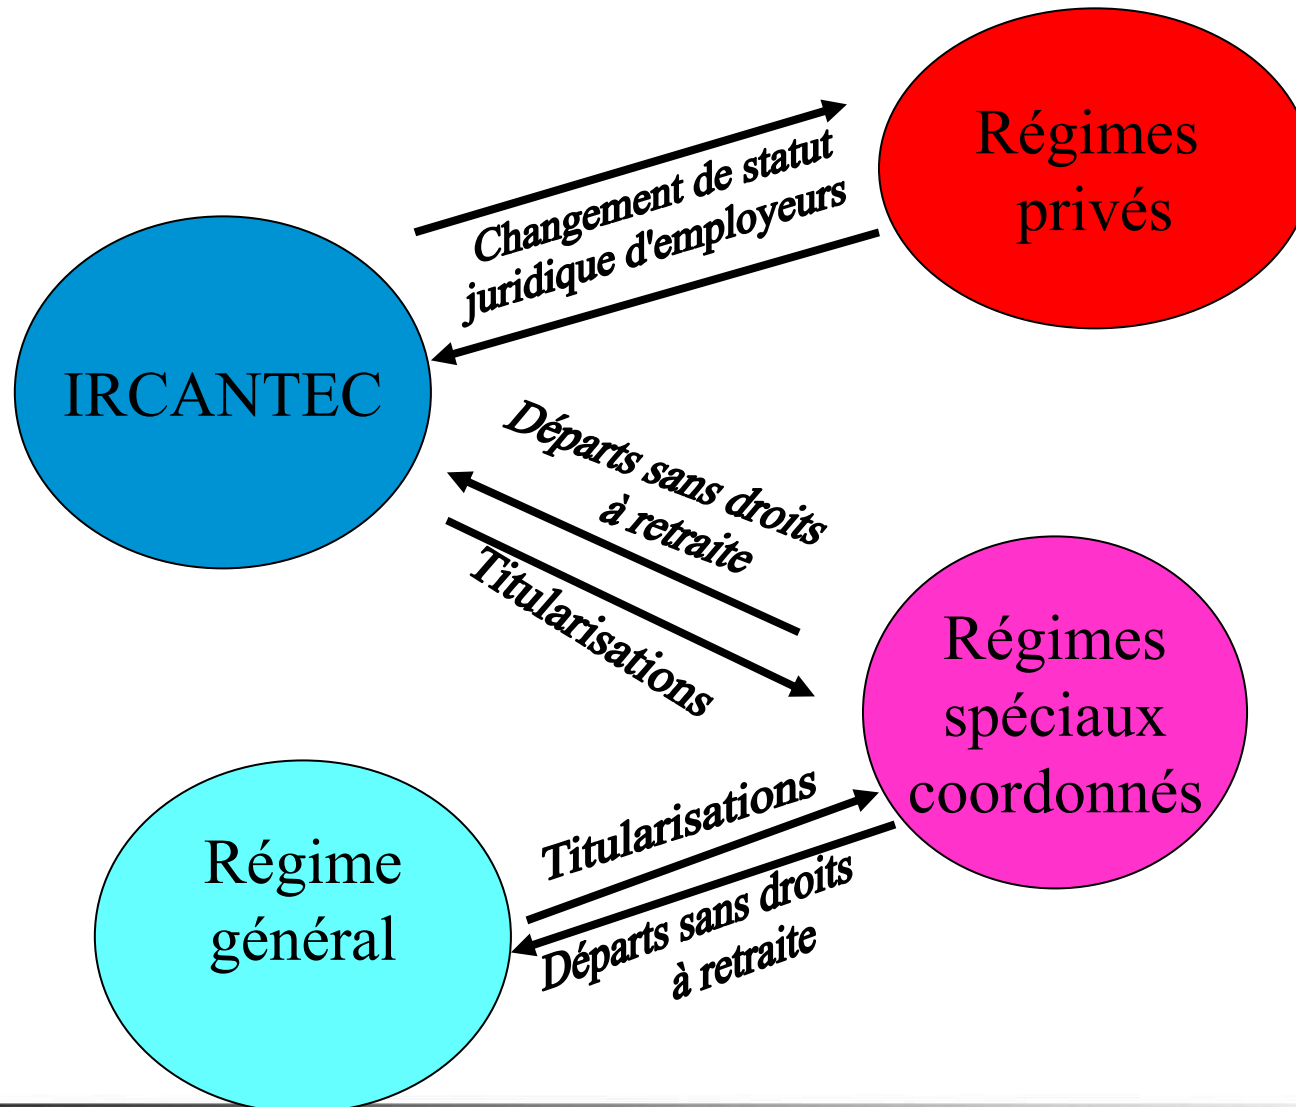 Régimes
privés
Changement de statut
juridique d'employeurs
IRCANTEC
Départs sans droits
à retraite
Titularisations
Régimes
spéciaux
coordonnés
Titularisations
Régime
général
Départs sans droits
à retraite